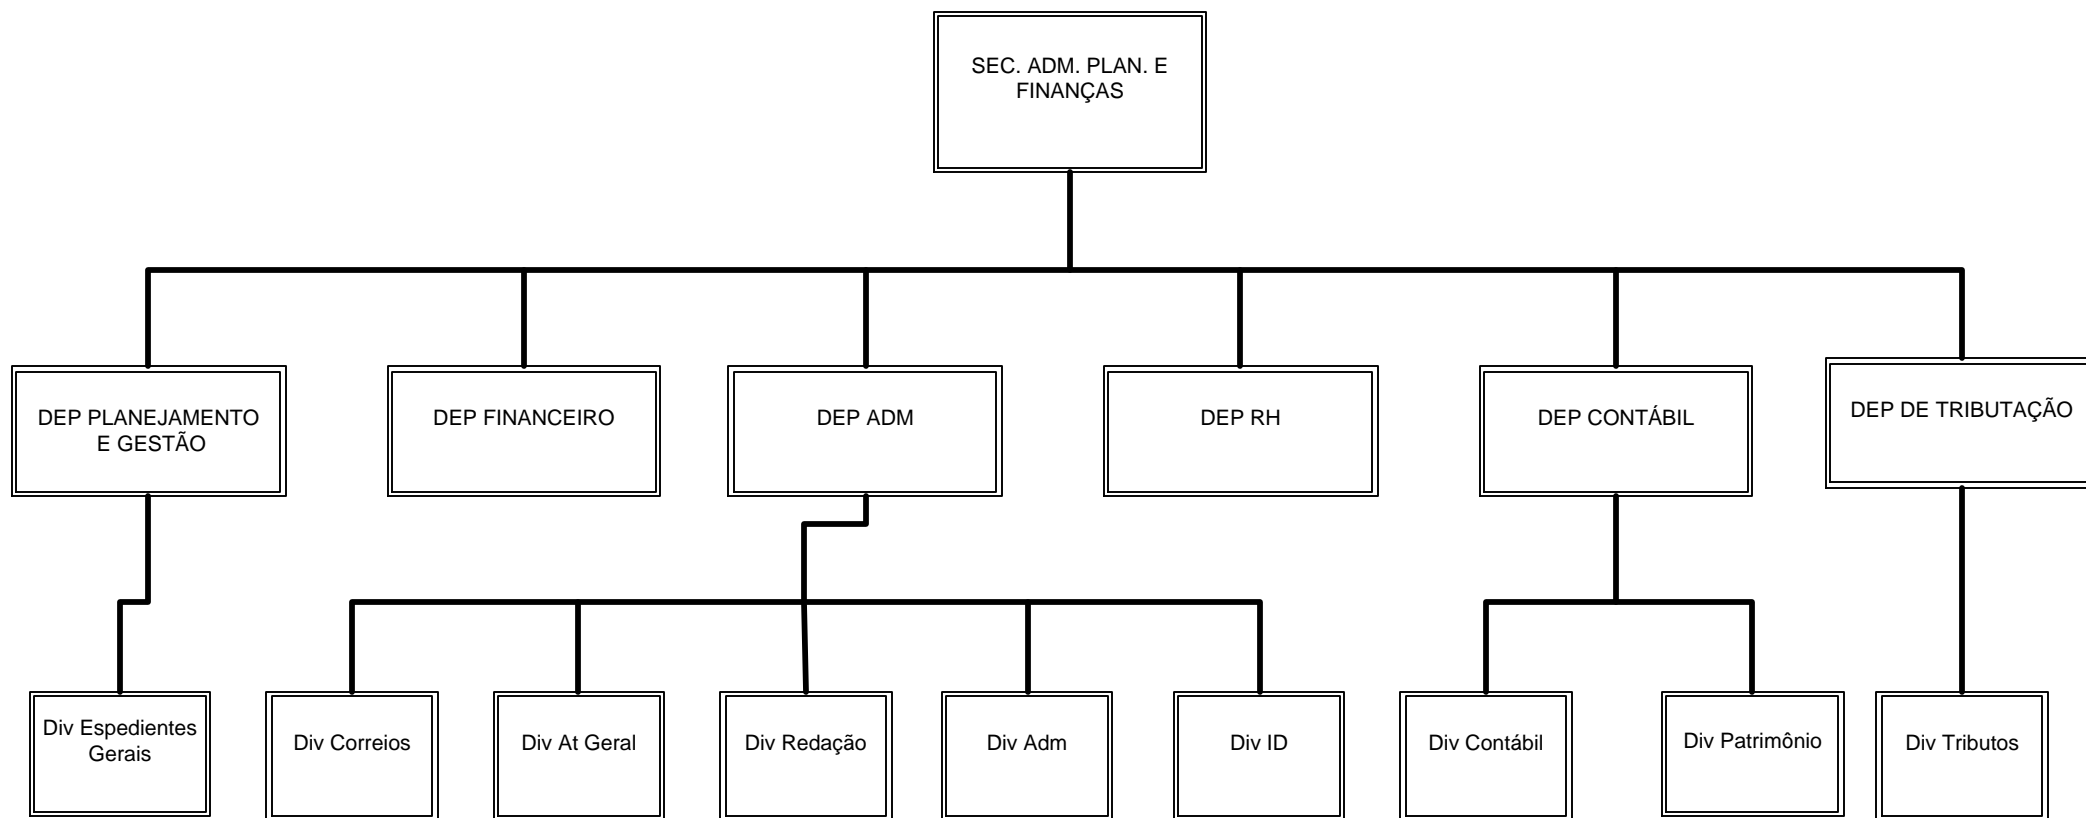 SEC. ADM. PLAN. E
FINANÇAS
DEP PLANEJAMENTO
E GESTÃO
DEP FINANCEIRO
DEP ADM
DEP RH
DEP CONTÁBIL
DEP DE TRIBUTAÇÃO
Div Espedientes
Gerais
Div Correios
Div At Geral
Div Redação
Div Adm
Div ID
Div Contábil
Div Patrimônio
Div Tributos